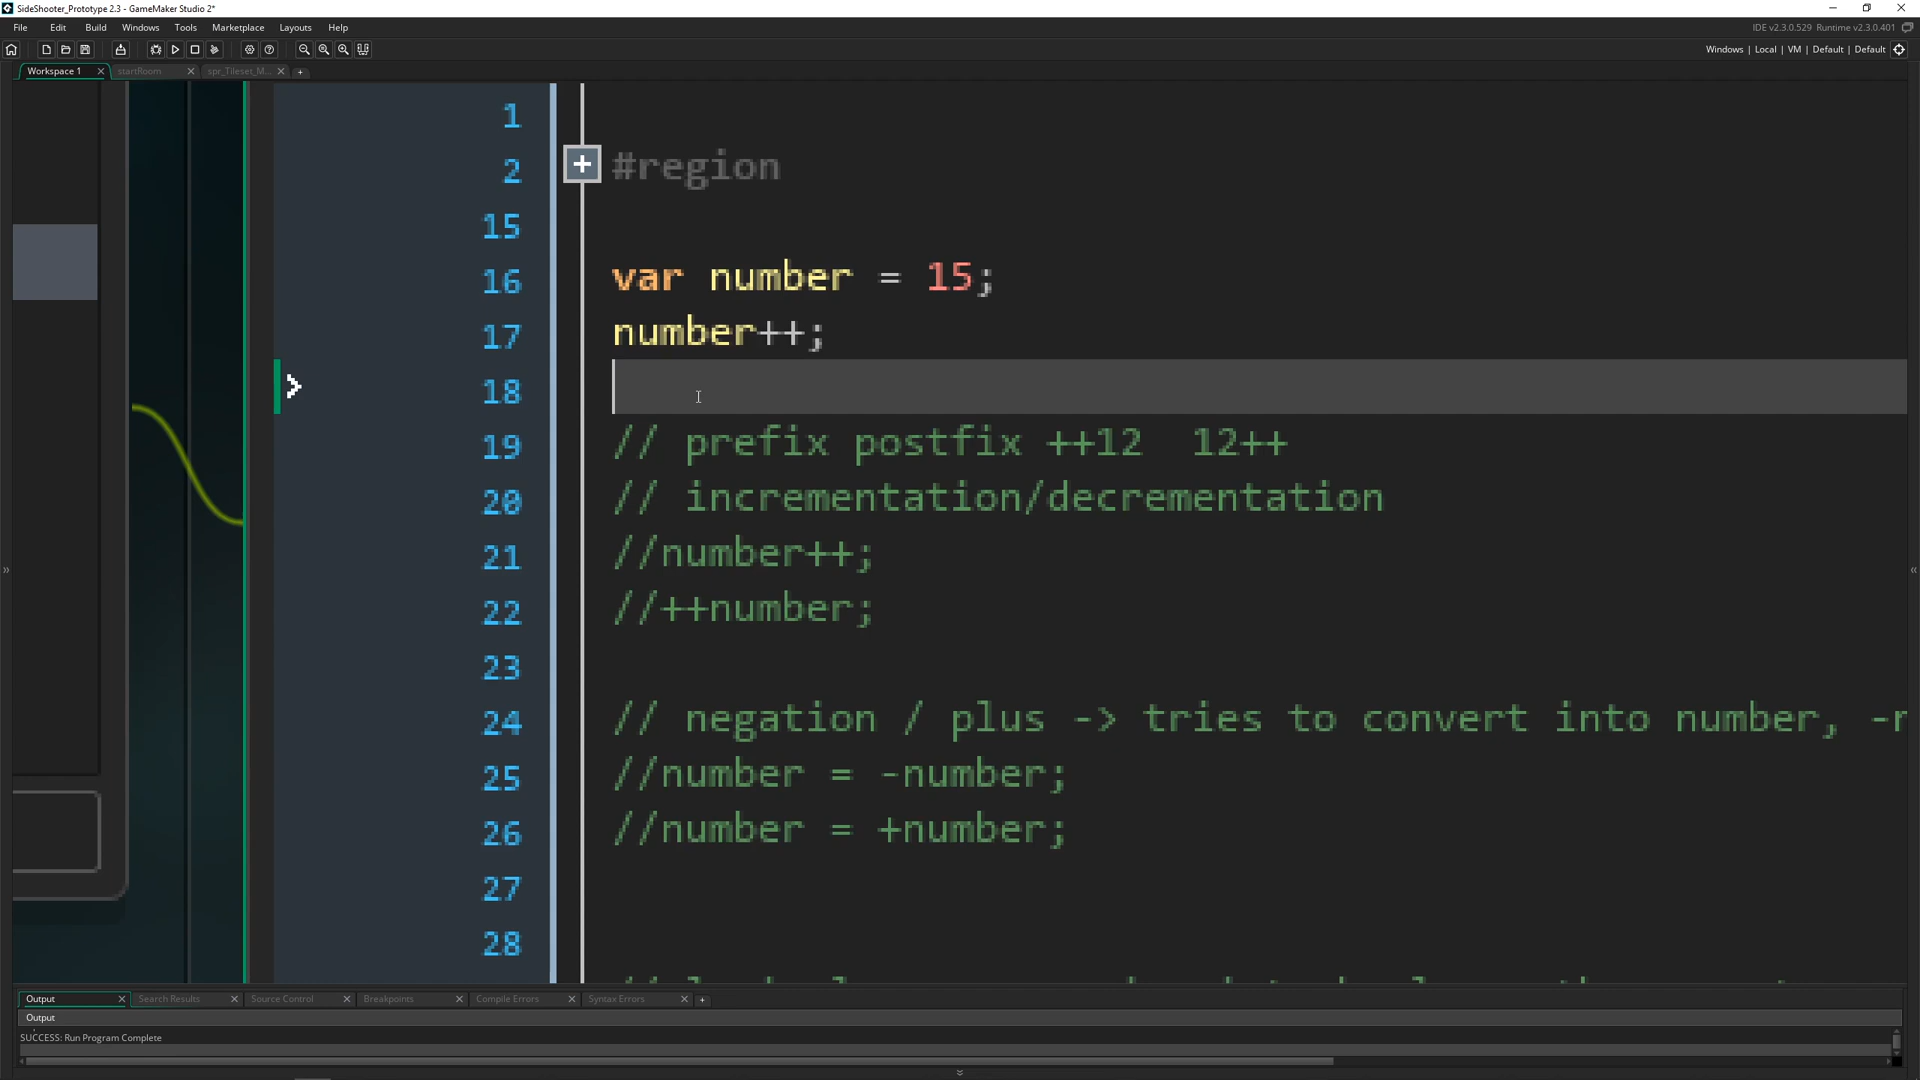 SideShooter_Prototype 2.3 - GameMaker Studio 2*
File Edit Build Windows Tools Marketplace Layouts Help
IDE v2.3.0.529 Runtime v2.3.0.401
Windows | Local | VM | Default | Default
Workspace 1 startRoom spr_Tileset_M...
1
2 #region
15
16 var number = 15;
17 number++;
18
19 // prefix postfix ++12  12++
20 // incrementation/decrementation
21 //number++;
22 //++number;
23
24 // negation / plus -> tries to convert into number, -
25 //number = -number;
26 //number = +number;
27
28
Output Search Results Source Control Breakpoints Compile Errors Syntax Errors
Output
SUCCESS: Run Program Complete